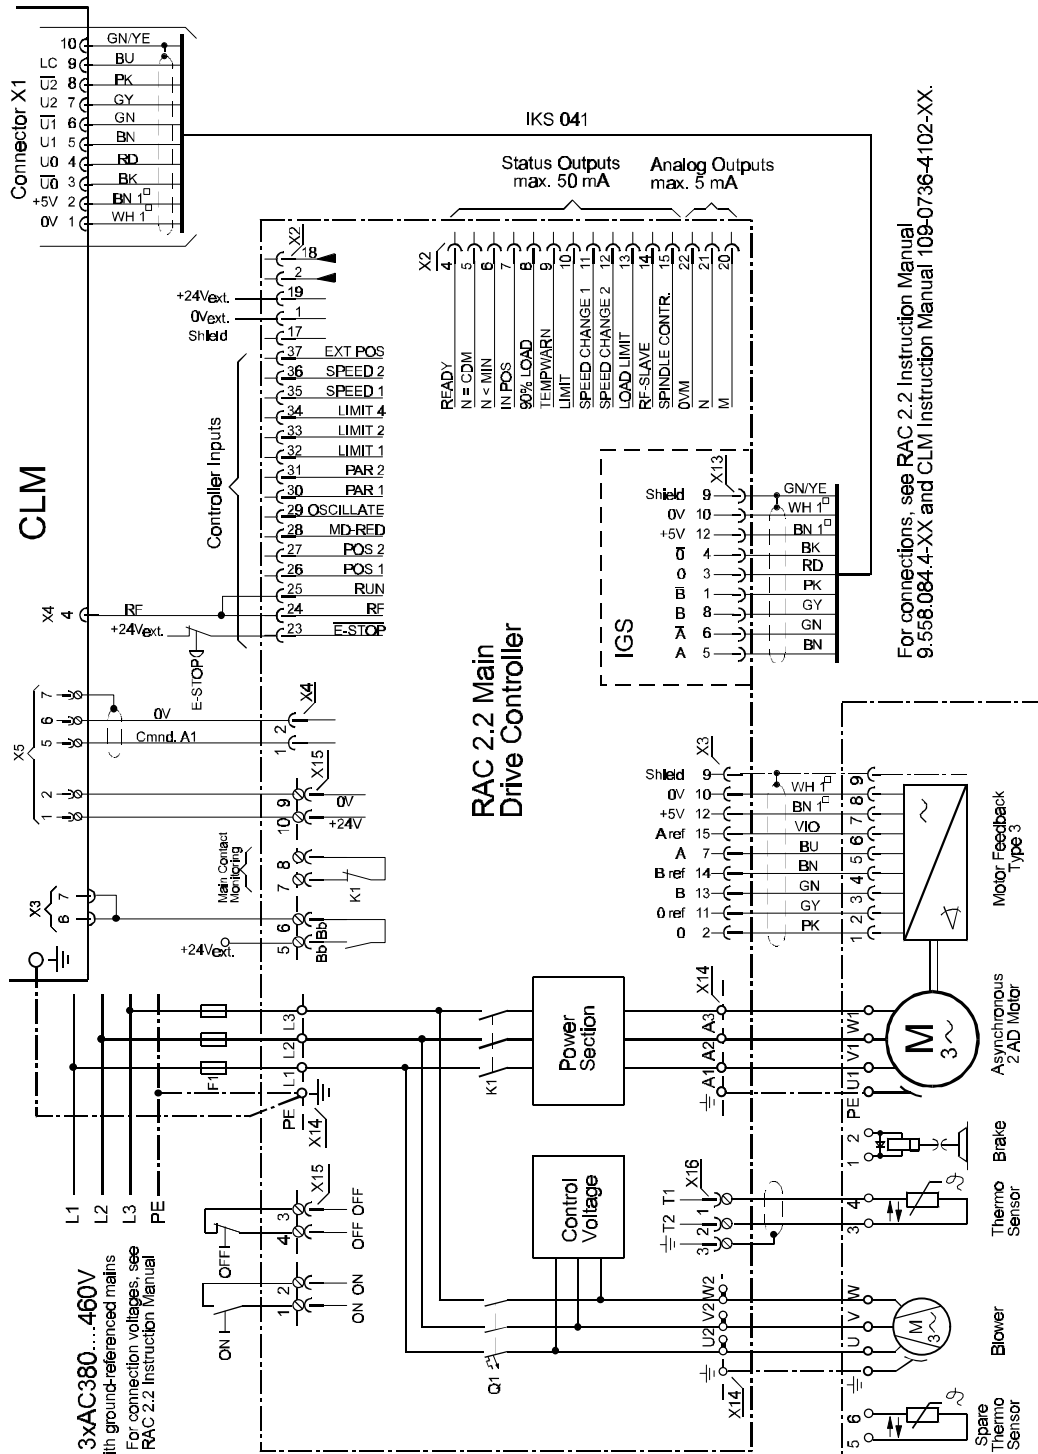 Connector X1
10 GN/YE
LC 9 BU
U2 8 PK
U2 7 GY
U1 6 GN
U1 5 BN
U0 4 RD
U0 3 BK
+5V 2 BN 1
0V 1 WH 1
IKS 041
CLM
Status Outputs
max. 50 mA
Analog Outputs
max. 5 mA
X2
18
2
+24Vext. 19
0Vext. 1
Shield 17
Controller Inputs
37 EXT POS
36 SPEED 2
35 SPEED 1
34 LIMIT 4
33 LIMIT 2
32 LIMIT 1
31 PAR 2
30 PAR 1
29 OSCILLATE
28 MD-RED
27 POS 2
26 POS 1
25 RUN
24 RF
23 E-STOP
X4 4 RF
+24Vext.
E-STOP
X2
4 READY
5 N = CDM
6 N < MIN
7 IN POS
8 90% LOAD
9 TEMPWARN
10 LIMIT
11 SPEED CHANGE 1
12 SPEED CHANGE 2
13 LOAD LIMIT
14 RF-SLAVE
15 SPINDLE CONTR.
22 0VM
21 N
20 M
IGS
X13
Shield 9 GN/YE
0V 10 WH 1
+5V 12 BN 1
0 4 BK
0 3 RD
B 1 PK
B 8 GY
A 6 GN
A 5 BN
For connections, see RAC 2.2 Instruction Manual
9.558.084.4-XX and CLM Instruction Manual 109-0736-4102-XX.
RAC 2.2 Main
Drive Controller
X5
7
6 0V 2
5 Cmnd. A1 1
X4
2 9 0V
1 10 +24V
X15
Main Contact
Monitoring
8
7
K1
X3
7
6
6 Bb
+24Vext. 5 Bb
X3
Shield 9 9
0V 10 WH 1 8
+5V 12 BN 1 7
A ref 15 VIO 6
A 7 BU 5
B ref 14 BN 4
B 13 GN 3
0 ref 11 GY 2
0 2 PK 1
Motor Feedback
Type 3
L1
L2
L3
PE
F1
L3
L2
L1
PE
X14
K1
Power
Section
X14
A3
A2
A1
W1
V1
U1
PE
M
3~
Asynchronous
2 AD Motor
3xAC380....460V
ith ground-referenced mains
For connection voltages, see
RAC 2.2 Instruction Manual
OFF
3 OFF
4 OFF
X15
ON
2 ON
1 ON
Control
Voltage
Q1
X16
T1 1
T2 2
3
1 2
Brake
4
3
Thermo
Sensor
W2
V2
U2
X14
W
V
U
M
3~
Blower
6
5
Spare
Thermo
Sensor